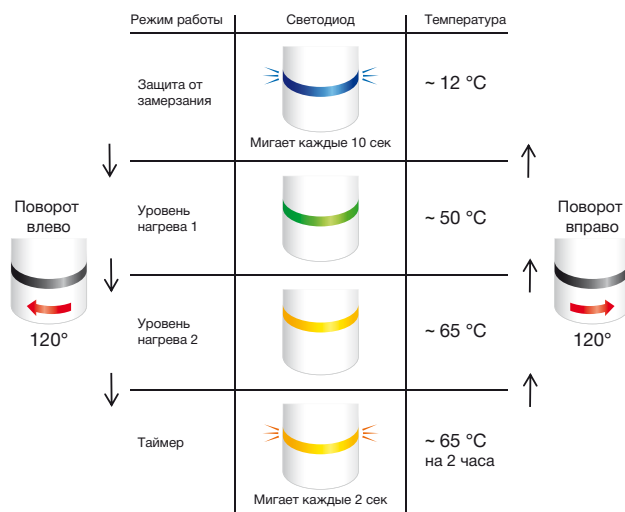 Режим работы
Светодиод
Температура
Защита от
замерзания
~ 12 °C
Мигает каждые 10 сек
Поворот
влево
120°
Уровень
нагрева 1
~ 50 °C
Поворот
вправо
120°
Уровень
нагрева 2
~ 65 °C
Таймер
~ 65 °C
на 2 часа
Мигает каждые 2 сек